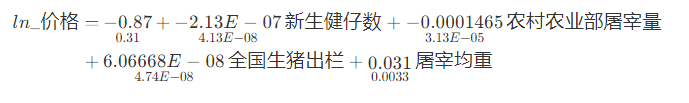 ln_价格 = −0.87 + −2.13E − 07 新生健仔数 + −0.0001465 农村农业部屠宰量
0.31 4.13E−08 3.13E−05
+ 6.06668E − 08 全国生猪出栏 + 0.031 屠宰均重
4.74E−08 0.0033